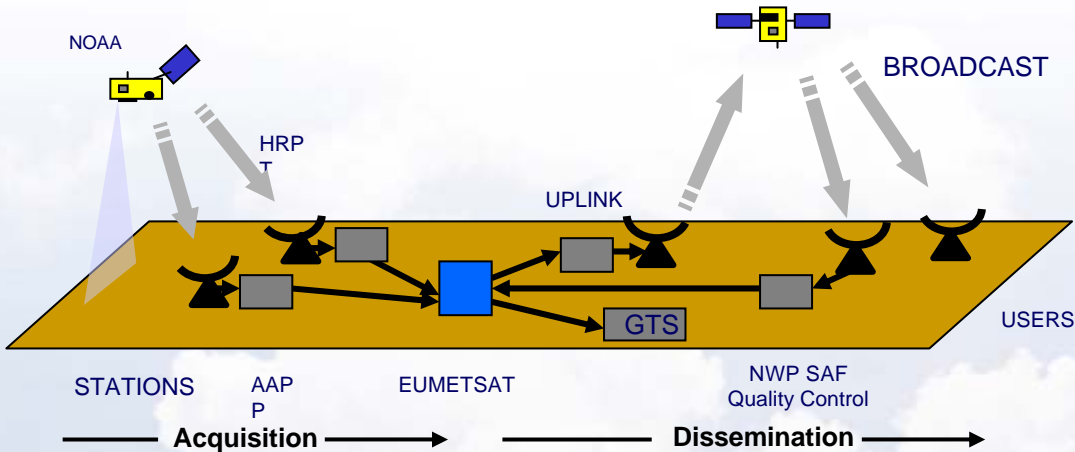 NOAA
BROADCAST
HRP
T
UPLINK
GTS
USERS
STATIONS
AAP
P
EUMETSAT
NWP SAF
Quality Control
Acquisition
Dissemination